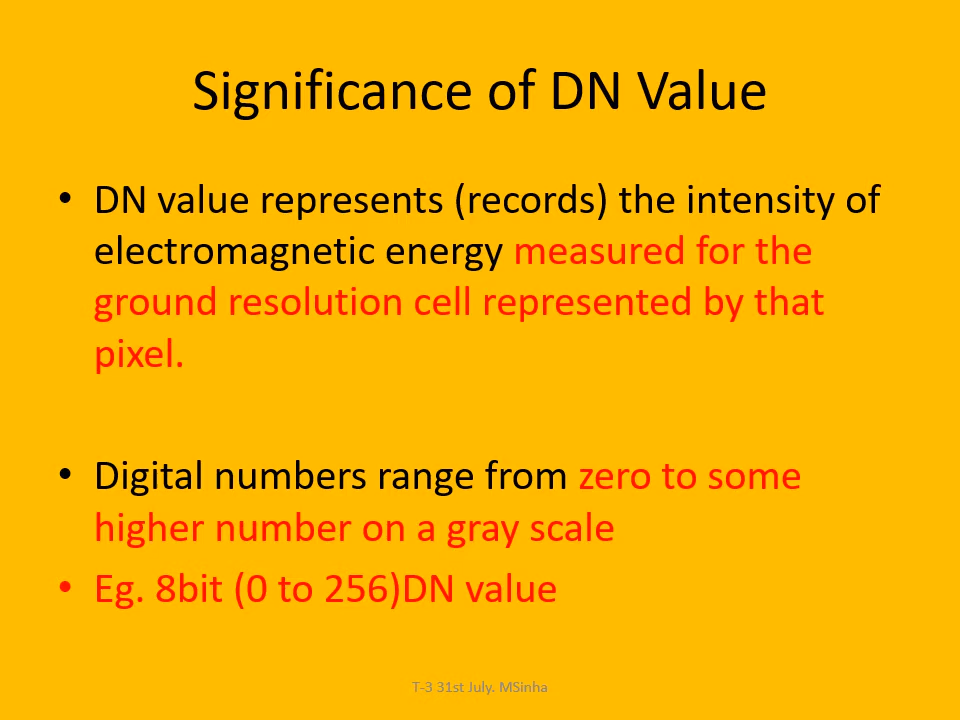 Significance of DN Value
• DN value represents (records) the intensity of
electromagnetic energy measured for the
ground resolution cell represented by that
pixel.
• Digital numbers range from zero to some
higher number on a gray scale
• Eg. 8bit (0 to 256)DN value
T-3 31st July. MSinha